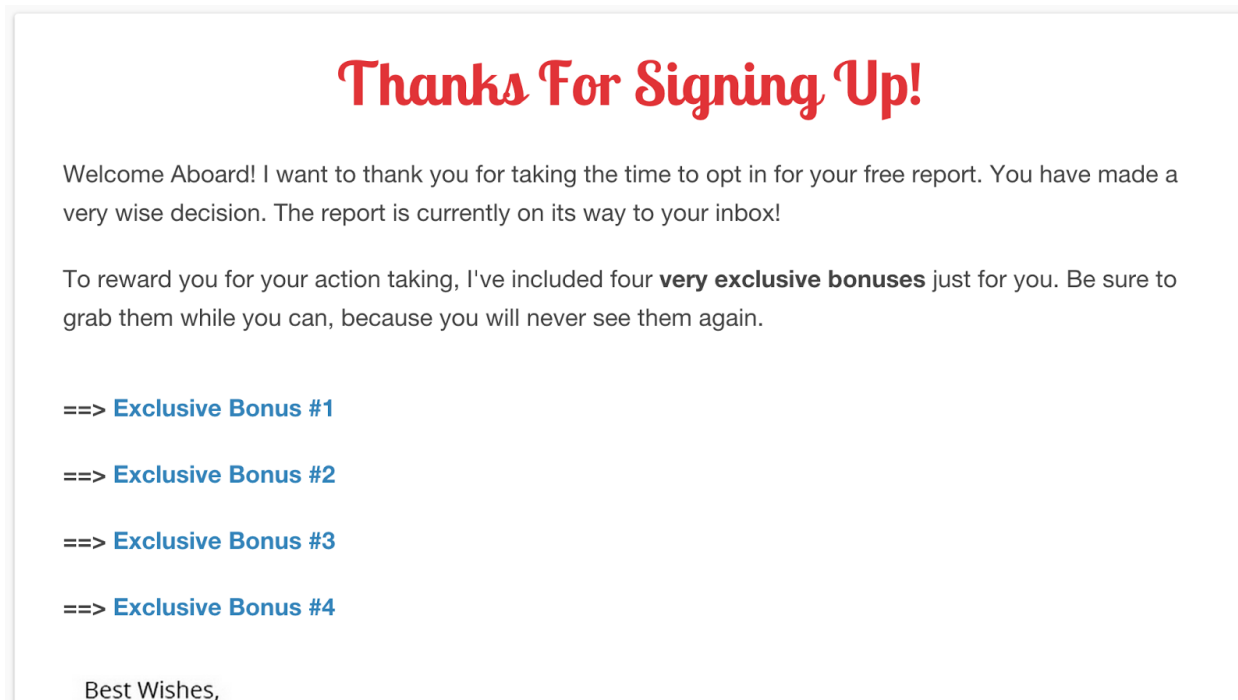 Thanks For Signing Up!
Welcome Aboard! I want to thank you for taking the time to opt in for your free report. You have made a
very wise decision. The report is currently on its way to your inbox!
To reward you for your action taking, I've included four very exclusive bonuses just for you. Be sure to
grab them while you can, because you will never see them again.
==> Exclusive Bonus #1
==> Exclusive Bonus #2
==> Exclusive Bonus #3
==> Exclusive Bonus #4
Best Wishes,